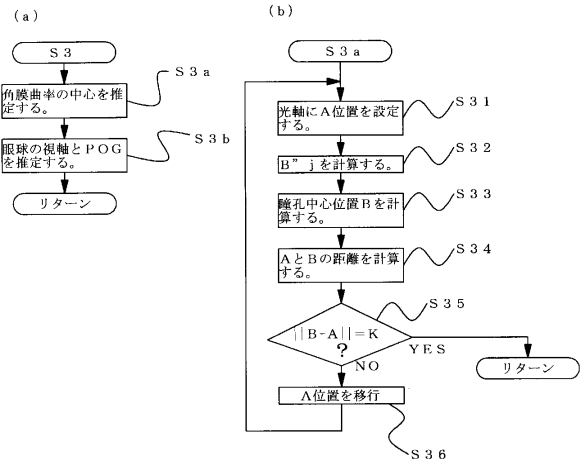 (a)
S3
S3a
角膜曲率の中心を推
定する。
S3b
眼球の視軸とPOG
を推定する。
リターン
(b)
S3a
S31
光軸にA位置を設定
する。
S32
B”jを計算する。
S33
瞳孔中心位置Bを計
算する。
S34
AとBの距離を計算
する。
S35
||B-A||=K
?
YES
NO
リターン
A位置を移行
S36